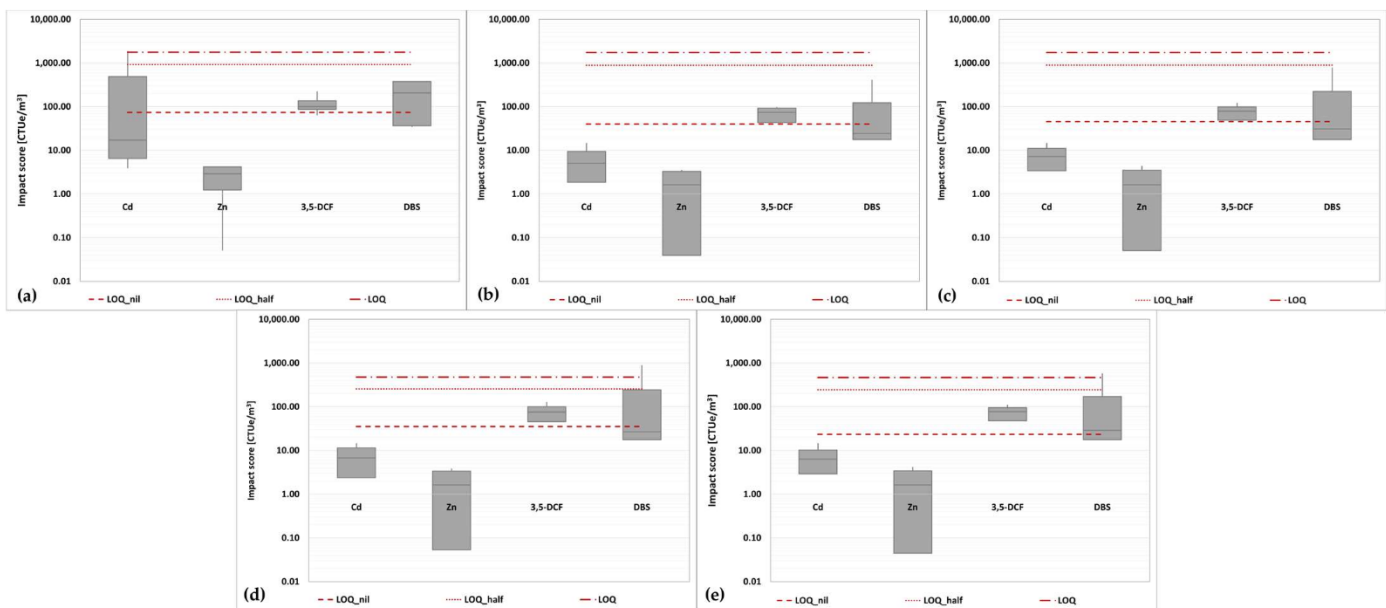 10,000.00
1,000.00
100.00
10.00
1.00
0.10
0.01
Impact score [CTUe/m³]
Cd Zn 3,5-DCF DBS
(a)
LOQ_nil LOQ_half LOQ
10,000.00
1,000.00
100.00
10.00
1.00
0.10
0.01
Impact score [CTUe/m³]
Cd Zn 3,5-DCF DBS
(b)
LOQ_nil LOQ_half LOQ
10,000.00
1,000.00
100.00
10.00
1.00
0.10
0.01
Impact score [CTUe/m³]
Cd Zn 3,5-DCF DBS
(c)
LOQ_nil LOQ_half LOQ
10,000.00
1,000.00
100.00
10.00
1.00
0.10
0.01
Impact score [CTUe/m³]
Cd Zn 3,5-DCF DBS
(d)
LOQ_nil LOQ_half LOQ
10,000.00
1,000.00
100.00
10.00
1.00
0.10
0.01
Impact score [CTUe/m³]
Cd Zn 3,5-DCF DBS
(e)
LOQ_nil LOQ_half LOQ